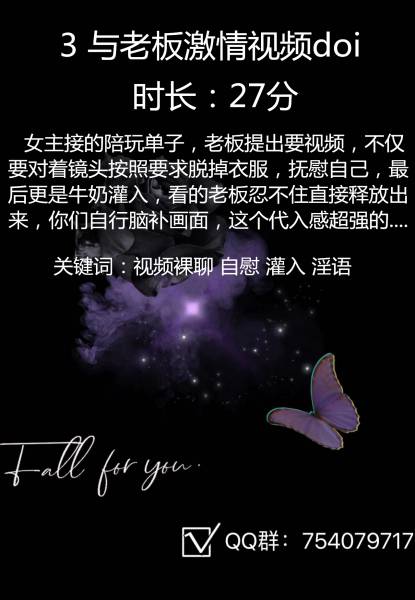 3 与老板激情视频doi
时长：27分
女主接的陪玩单子，老板提出要视频，不仅
要对着镜头按照要求脱掉衣服，抚慰自己，最
后更是牛奶灌入，看的老板忍不住直接释放出
来，你们自行脑补画面，这个代入感超强的....
关键词：视频裸聊 自慰 灌入 淫语
Fall for you.
QQ群：754079717